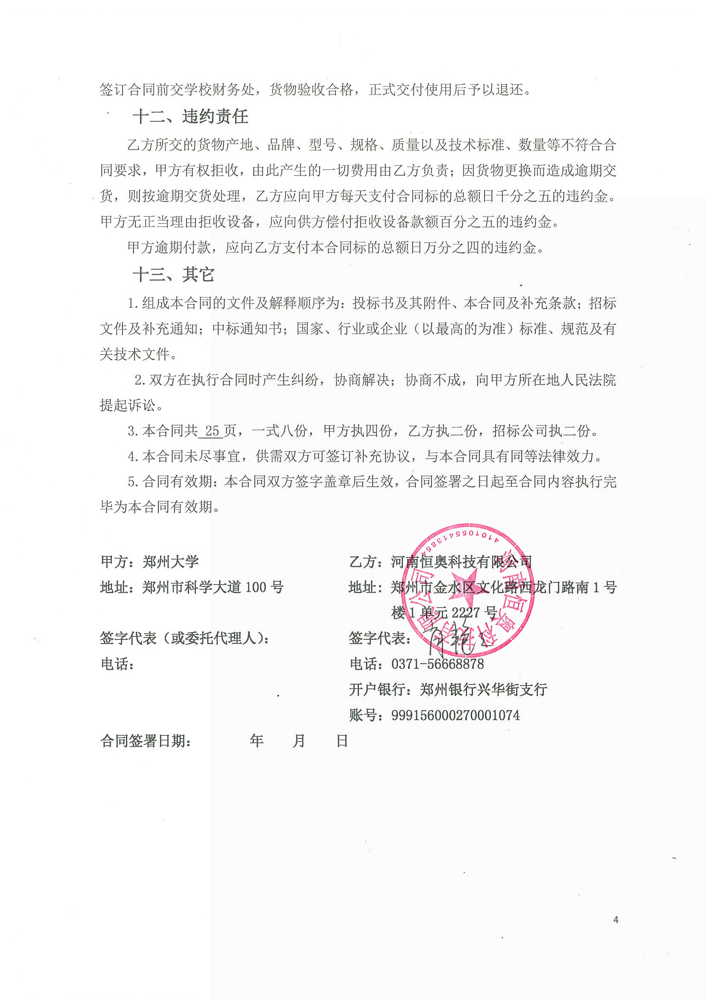 签订合同前交学校财务处，货物验收合格，正式交付使用后予以退还。
十二、违约责任
乙方所交的货物产地、品牌、型号、规格、质量以及技术标准、数量等不符合合
同要求，甲方有权拒收，由此产生的一切费用由乙方负责；因货物更换而造成逾期交
货，则按逾期交货处理，乙方应向甲方每天支付合同标的总额日千分之五的违约金。
甲方无正当理由拒收设备，应向供方偿付拒收设备款额百分之五的违约金。
甲方逾期付款，应向乙方支付本合同标的总额日万分之四的违约金。
十三、其它
1.组成本合同的文件及解释顺序为：投标书及其附件、本合同及补充条款；招标
文件及补充通知；中标通知书；国家、行业或企业（以最高的为准）标准、规范及有
关技术文件。
2.双方在执行合同时产生纠纷，协商解决；协商不成，向甲方所在地人民法院
提起诉讼。
3.本合同共 25 页，一式八份，甲方执四份，乙方执二份，招标公司执二份。
4.本合同未尽事宜，供需双方可签订补充协议，与本合同具有同等法律效力。
5.合同有效期：本合同双方签字盖章后生效，合同签署之日起至合同内容执行完
毕为本合同有效期。
甲方：郑州大学
乙方：河南恒奥科技有限公司
地址：郑州市科学大道 100 号
地址：郑州市金水区文化路西龙门路南 1 号
楼 1 单元 2227 号
签字代表（或委托代理人）：
签字代表：
电话：
电话：0371-56668878
开户银行：郑州银行兴华街支行
账号：999156000270001074
合同签署日期： 年 月 日
河南恒奥科技有限公司
4101055413854
4